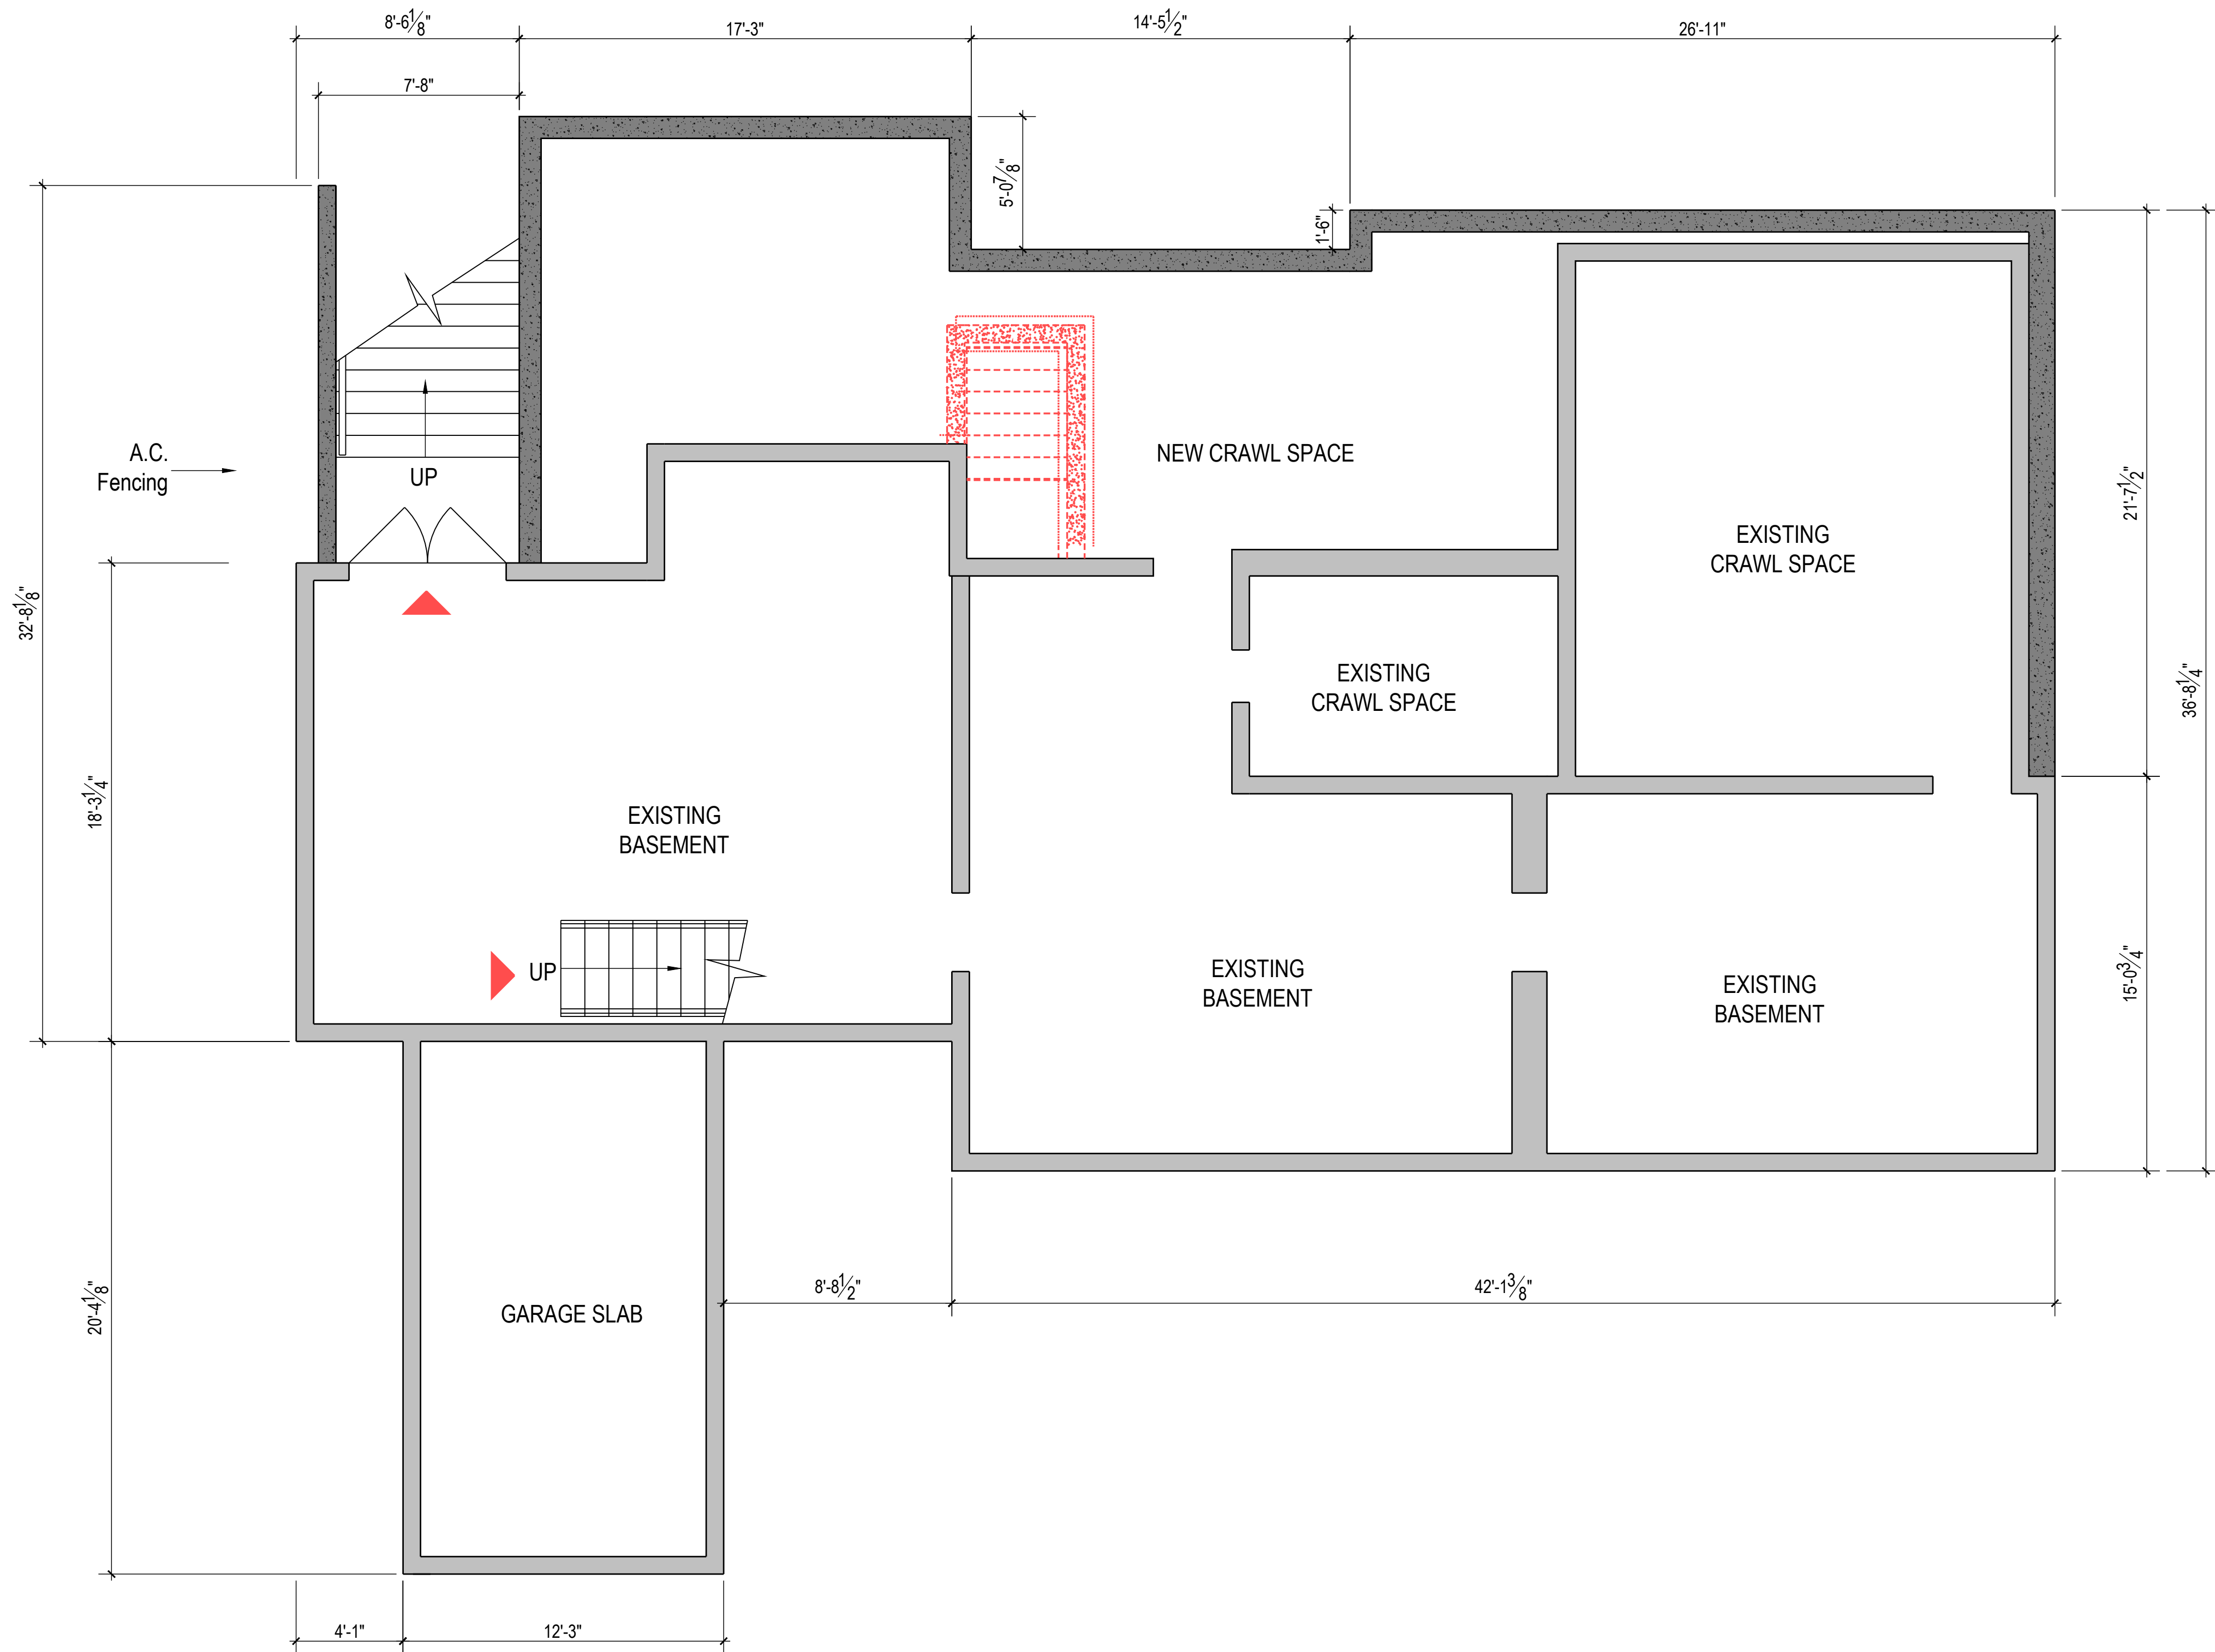 8'-6 1/8"
17'-3"
14'-5 1/2"
26'-11"
7'-8"
5'-0 7/8"
1'-6"
A.C.
Fencing
UP
NEW CRAWL SPACE
21'-7 1/2"
EXISTING
CRAWL SPACE
32'-8 1/8"
36'-8 1/4"
EXISTING
CRAWL SPACE
18'-3 1/4"
EXISTING
BASEMENT
UP
EXISTING
BASEMENT
EXISTING
BASEMENT
15'-0 3/4"
20'-4 1/8"
8'-8 1/2"
42'-1 3/8"
GARAGE SLAB
4'-1"
12'-3"